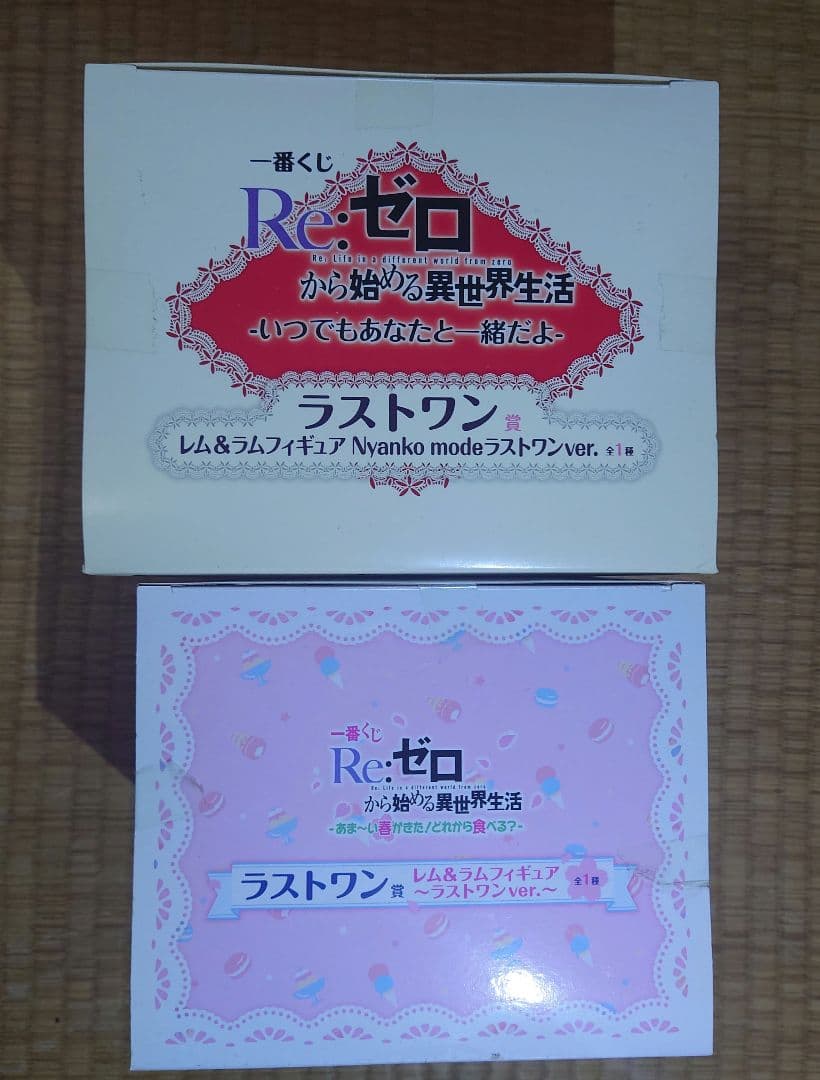 一番くじ
Re:ゼロ
Re: Life in a different world from zero
から始める異世界生活
-いつでもあなたと一緒だよ-
ラストワン賞
レム&ラムフィギュア Nyanko modeラストワンver. 全1種
一番くじ
Re:ゼロ
Re: Life in a different world from zero
から始める異世界生活
-あま～い春がきた!どれから食べる?-
ラストワン賞
レム&ラムフィギュア
～ラストワンver.～
全1種